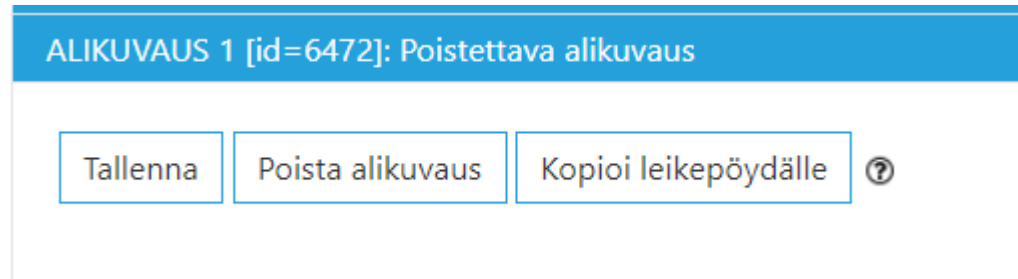 ALIKUVAUS 1 [id=6472]: Poistettava alikuvaus
Tallenna Poista alikuvaus Kopioi leikepöydälle ?